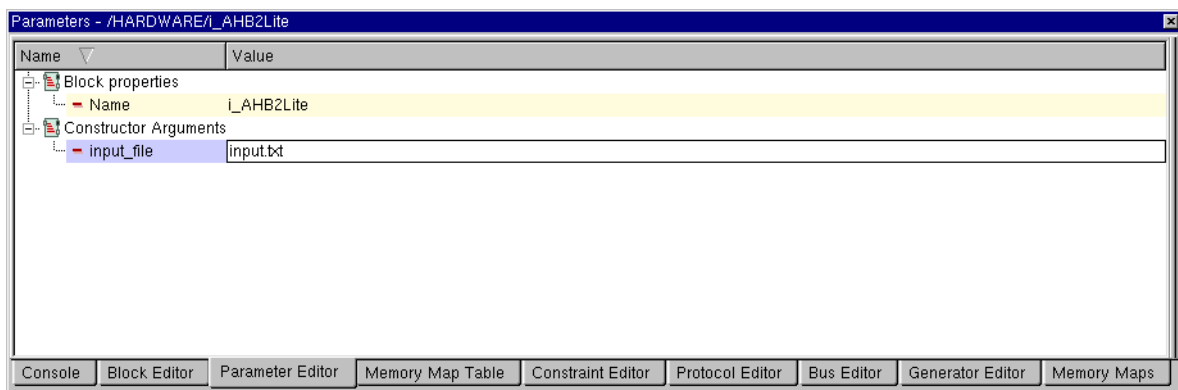 Parameters - /HARDWARE/i_AHB2Lite
Name Value
Block properties
Name i_AHB2Lite
Constructor Arguments
input_file input.txt
Console Block Editor Parameter Editor Memory Map Table Constraint Editor Protocol Editor Bus Editor Generator Editor Memory Maps